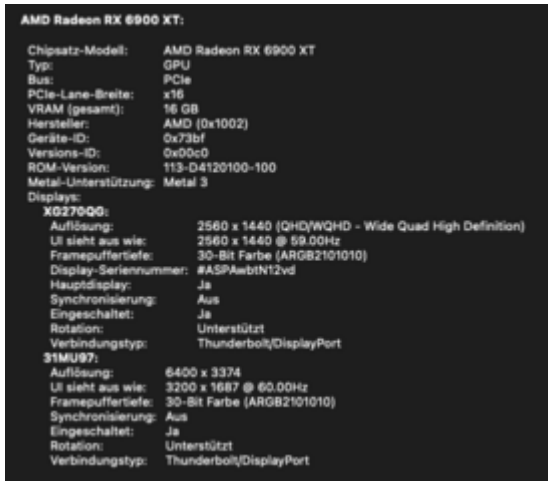 AMD Radeon RX 6900 XT:
Chipsatz-Modell: AMD Radeon RX 6900 XT
Typ: GPU
Bus: PCIe
PCIe-Lane-Breite: x16
VRAM (gesamt): 16 GB
Hersteller: AMD (0x1002)
Geräte-ID: 0x73bf
Versions-ID: 0x00c0
ROM-Version: 113-D4120100-100
Metal-Unterstützung: Metal 3
Displays:
XG270QG:
Auflösung: 2560 x 1440 (QHD/WQHD - Wide Quad High Definition)
UI sieht aus wie: 2560 x 1440 @ 59.00Hz
Framepuffertiefe: 30-Bit Farbe (ARGB2101010)
Display-Seriennummer: #ASPAwbtN12vd
Hauptdisplay: Ja
Synchronisierung: Aus
Eingeschaltet: Ja
Rotation: Unterstützt
Verbindungstyp: Thunderbolt/DisplayPort
31MU97:
Auflösung: 6400 x 3374
UI sieht aus wie: 3200 x 1687 @ 60.00Hz
Framepuffertiefe: 30-Bit Farbe (ARGB2101010)
Synchronisierung: Aus
Eingeschaltet: Ja
Rotation: Unterstützt
Verbindungstyp: Thunderbolt/DisplayPort